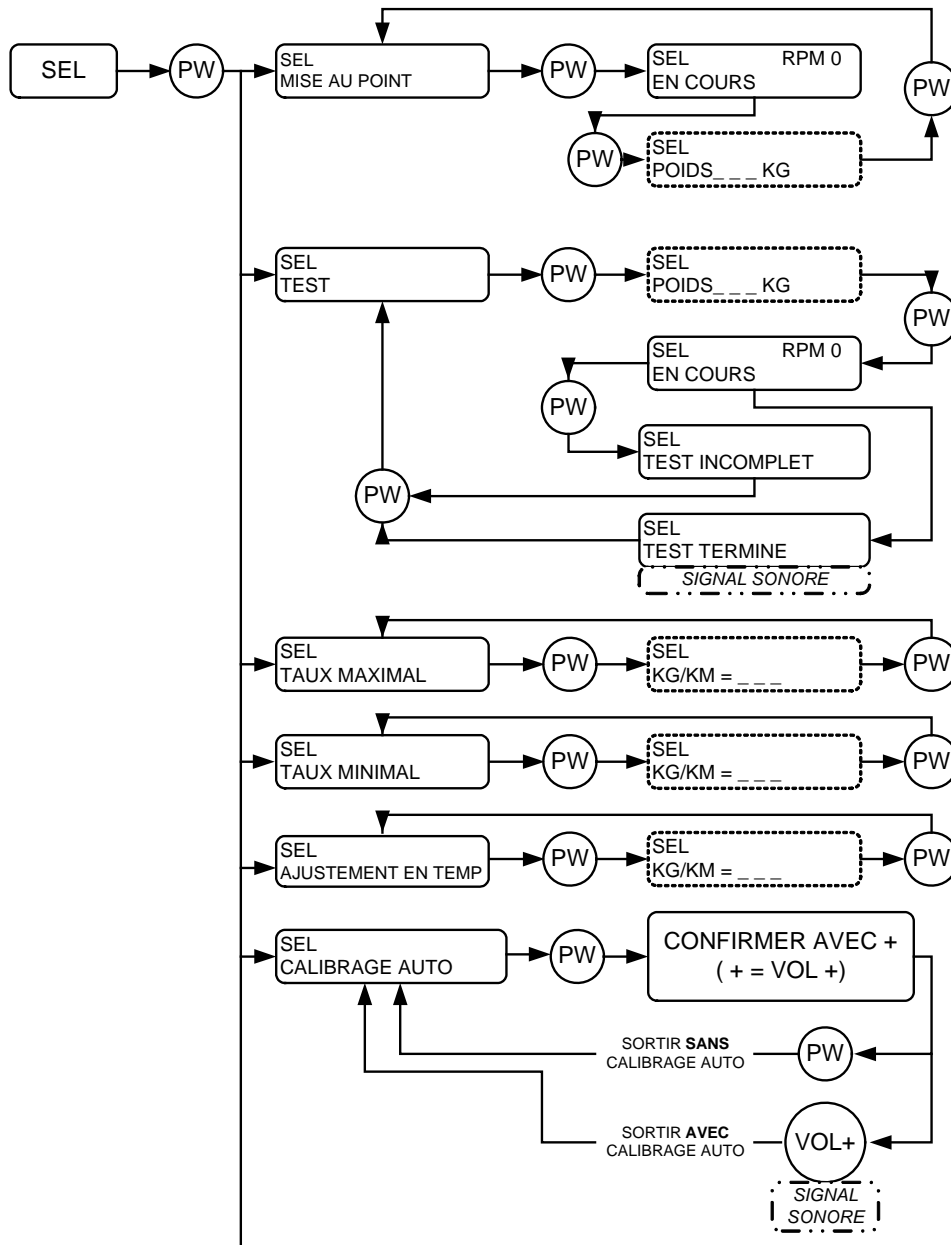 SEL
PW
SEL
MISE AU POINT
PW
SEL RPM 0
EN COURS
PW
PW
SEL
POIDS_ _ _ KG
SEL
TEST
PW
SEL
POIDS_ _ _ KG
PW
SEL RPM 0
EN COURS
PW
SEL
TEST INCOMPLET
PW
SEL
TEST TERMINE
SIGNAL SONORE
SEL
TAUX MAXIMAL
PW
SEL
KG/KM = _ _ _
PW
SEL
TAUX MINIMAL
PW
SEL
KG/KM = _ _ _
PW
SEL
AJUSTEMENT EN TEMP
PW
SEL
KG/KM = _ _ _
PW
SEL
CALIBRAGE AUTO
PW
CONFIRMER AVEC +
( + = VOL +)
SORTIR SANS
CALIBRAGE AUTO
PW
SORTIR AVEC
CALIBRAGE AUTO
VOL+
SIGNAL
SONORE